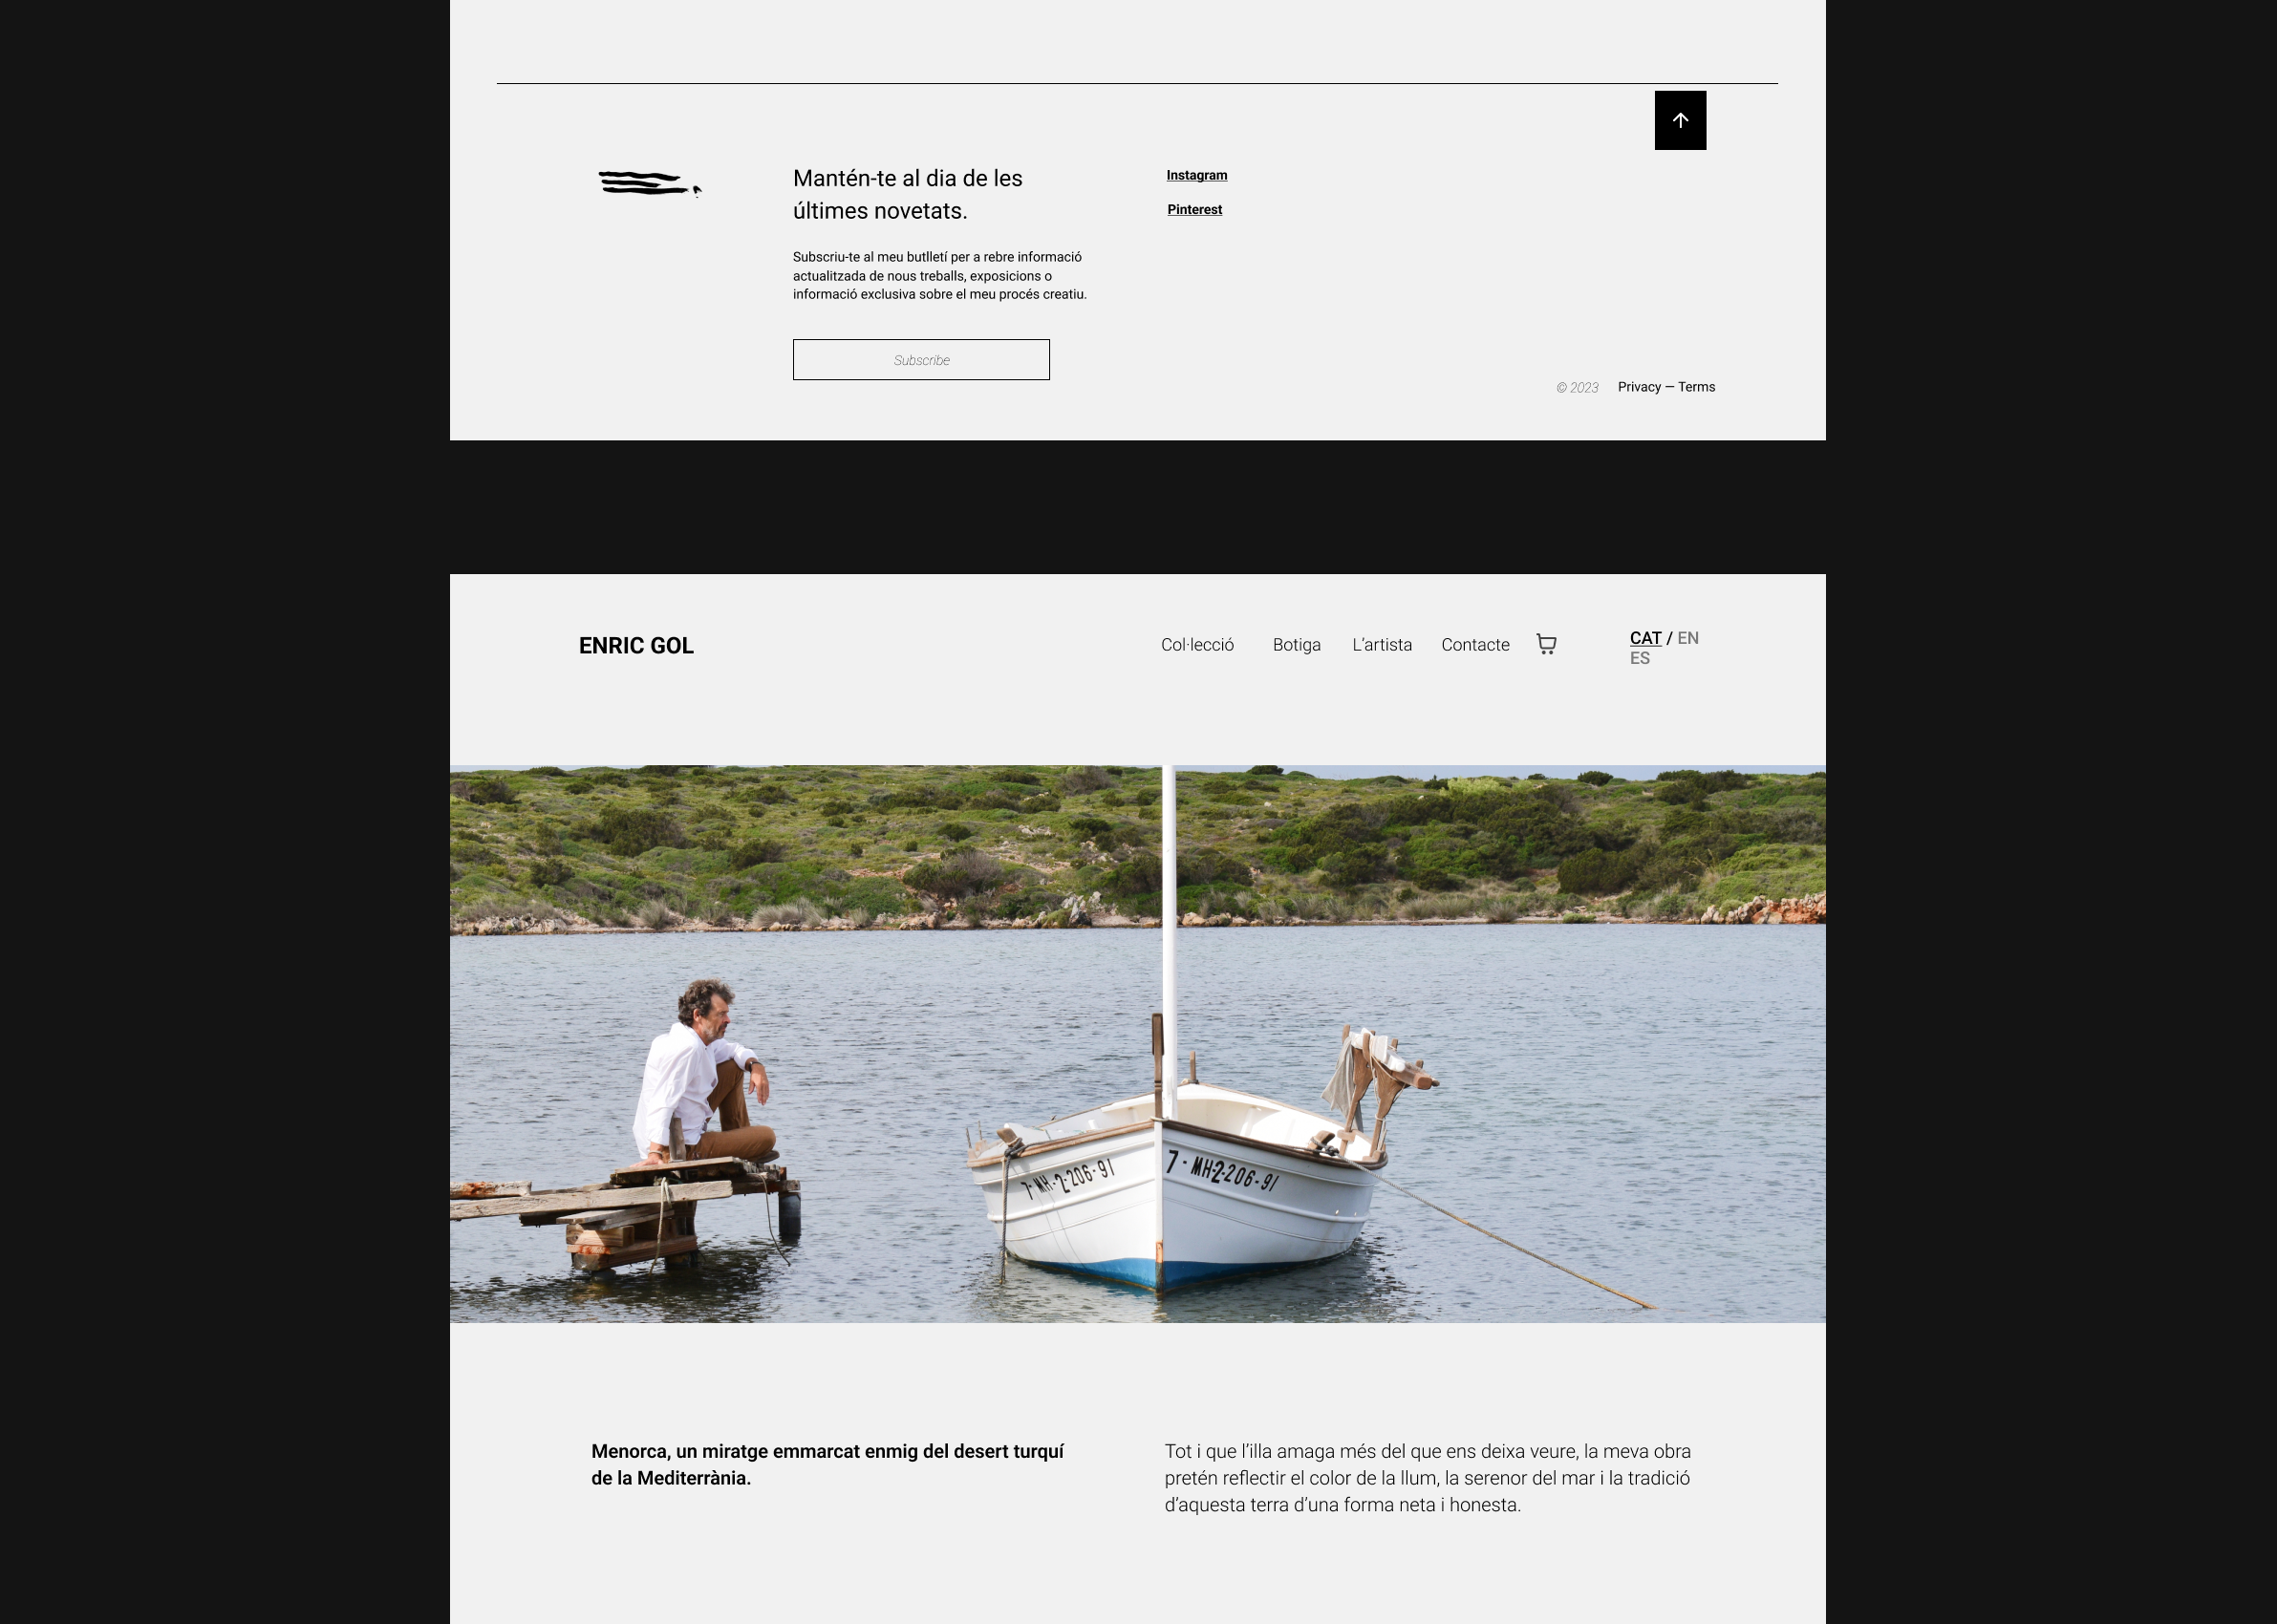 Mantén-te al dia de les
últimes novetats.
Subscriu-te al meu butlletí per a rebre informació
actualitzada de nous treballs, exposicions o
informació exclusiva sobre el meu procés creatiu.
Subscribe
Instagram
Pinterest
© 2023 Privacy — Terms
ENRIC GOL
Col·lecció Botiga L’artista Contacte
CAT / EN
ES
7-MH-2-206-91
7-MH2-206-91
Menorca, un miratge emmarcat enmig del desert turquí
de la Mediterrània.
Tot i que l’illa amaga més del que ens deixa veure, la meva obra
pretén reflectir el color de la llum, la serenor del mar i la tradició
d’aquesta terra d’una forma neta i honesta.